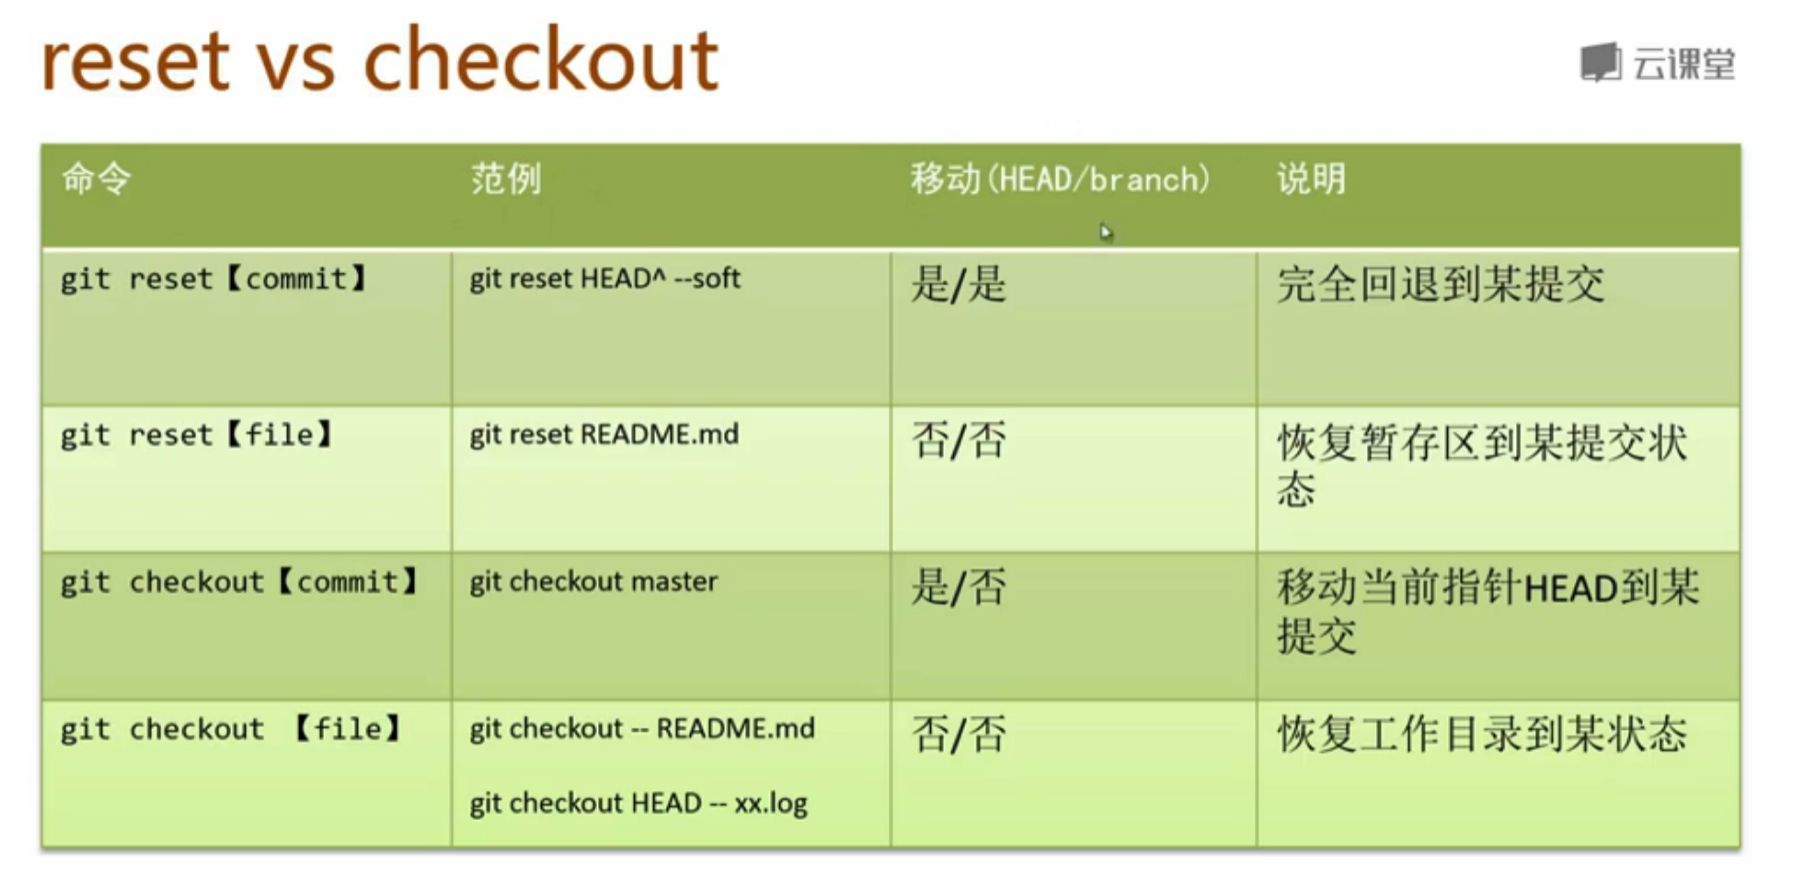 reset vs checkout
云课堂
命令 范例 移动(HEAD/branch) 说明
git reset【commit】 git reset HEAD^ --soft 是/是 完全回退到某提交
git reset【file】 git reset README.md 否/否 恢复暂存区到某提交状
态
git checkout【commit】 git checkout master 是/否 移动当前指针HEAD到某
提交
git checkout 【file】 git checkout -- README.md 否/否 恢复工作目录到某状态
git checkout HEAD -- xx.log